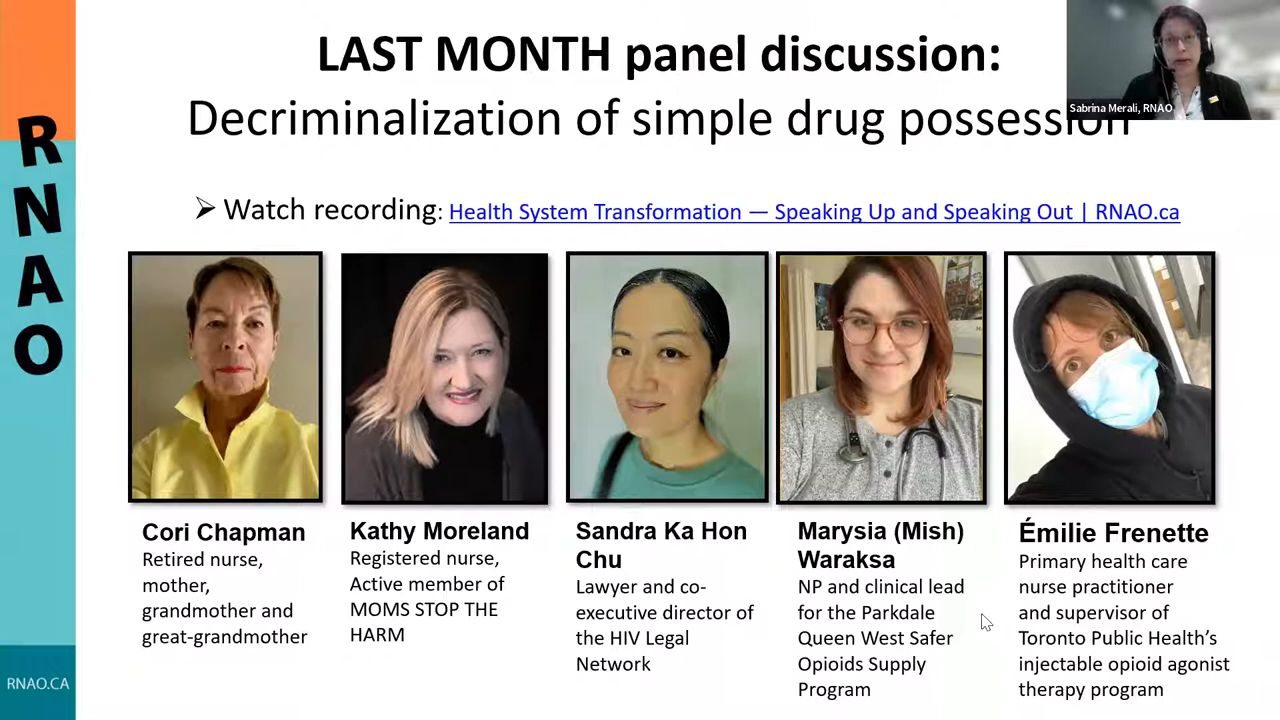 LAST MONTH panel discussion:
Decriminalization of simple drug possession
Sabrina Merali, RNAO
➢ Watch recording: Health System Transformation — Speaking Up and Speaking Out | RNAO.ca
RNAO
Cori Chapman
Retired nurse,
mother,
grandmother and
great-grandmother
Kathy Moreland
Registered nurse,
Active member of
MOMS STOP THE
HARM
Sandra Ka Hon
Chu
Lawyer and co-
executive director of
the HIV Legal
Network
Marysia (Mish)
Waraksa
NP and clinical lead
for the Parkdale
Queen West Safer
Opioids Supply
Program
Émilie Frenette
Primary health care
nurse practitioner
and supervisor of
Toronto Public Health’s
injectable opioid agonist
therapy program
RNAO.CA